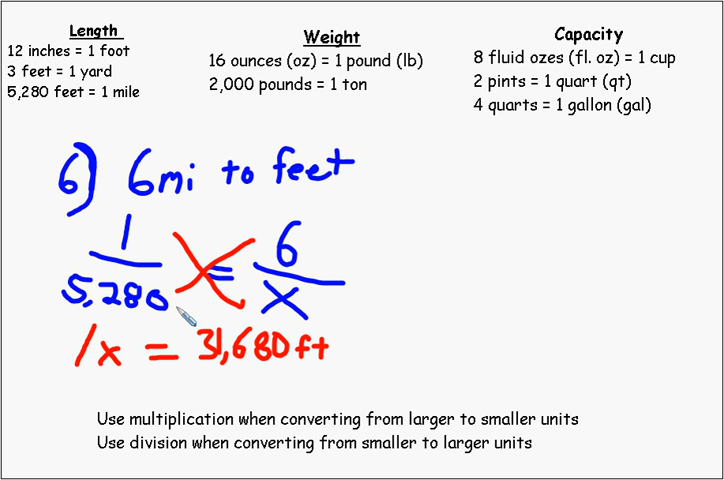 Length
12 inches = 1 foot
3 feet = 1 yard
5,280 feet = 1 mile
Weight
16 ounces (oz) = 1 pound (lb)
2,000 pounds = 1 ton
Capacity
8 fluid ozes (fl. oz) = 1 cup
2 pints = 1 quart (qt)
4 quarts = 1 gallon (gal)
6) 6mi to feet
1 = 6
5,280 x
1x = 31,680 ft
Use multiplication when converting from larger to smaller units
Use division when converting from smaller to larger units